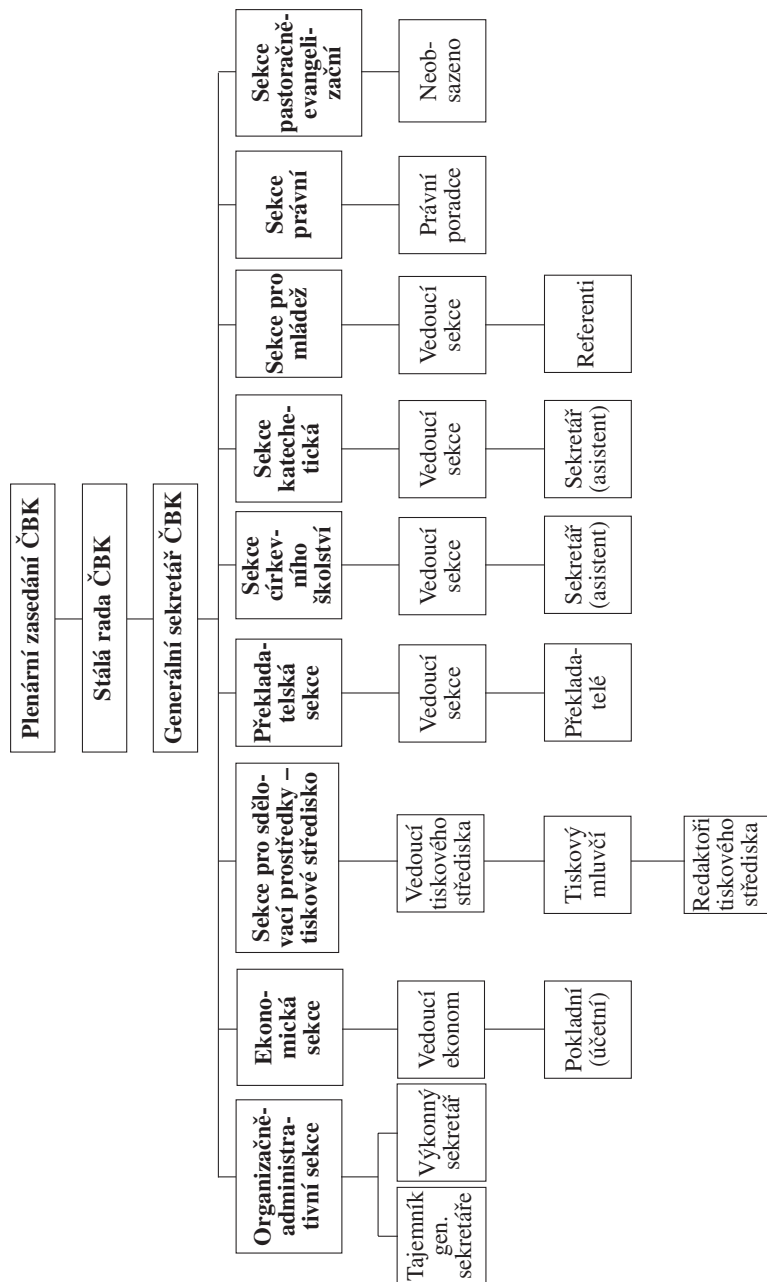 Plenární zasedání ČBK
Stálá rada ČBK
Generální sekretář ČBK
Organizačně-
administra-
tivní sekce
Ekono-
mická
sekce
Sekce pro sdělo-
vací prostředky –
tiskové středisko
Překlada-
telská
sekce
Sekce
církev-
ního
školství
Sekce
kateche-
tická
Sekce pro
mládež
Sekce
právní
Sekce
pastoračně-
evangeli-
zační
Tajemník
gen.
sekretáře
Výkonný
sekretář
Vedoucí
ekonom
Vedoucí
tiskového
střediska
Vedoucí
sekce
Vedoucí
sekce
Vedoucí
sekce
Vedoucí
sekce
Právní
poradce
Neob-
sazeno
Pokladní
(účetní)
Tiskový
mluvčí
Překlada-
telé
Sekretář
(asistent)
Sekretář
(asistent)
Referenti
Redaktoři
tiskového
střediska